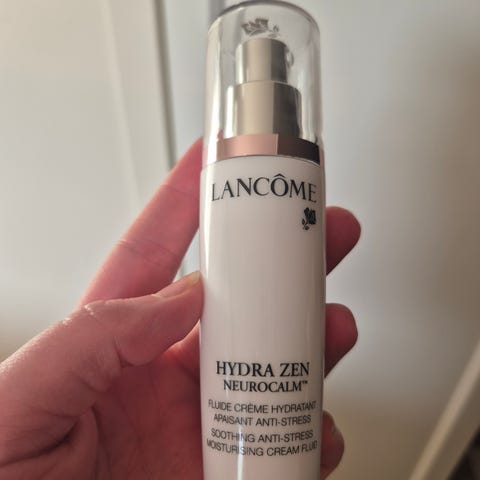 LANCÔME
HYDRA ZEN
NEUROCALM™
FLUIDE CRÈME HYDRATANT
APAISANT ANTI-STRESS
SOOTHING ANTI-STRESS
MOISTURISING CREAM FLUID